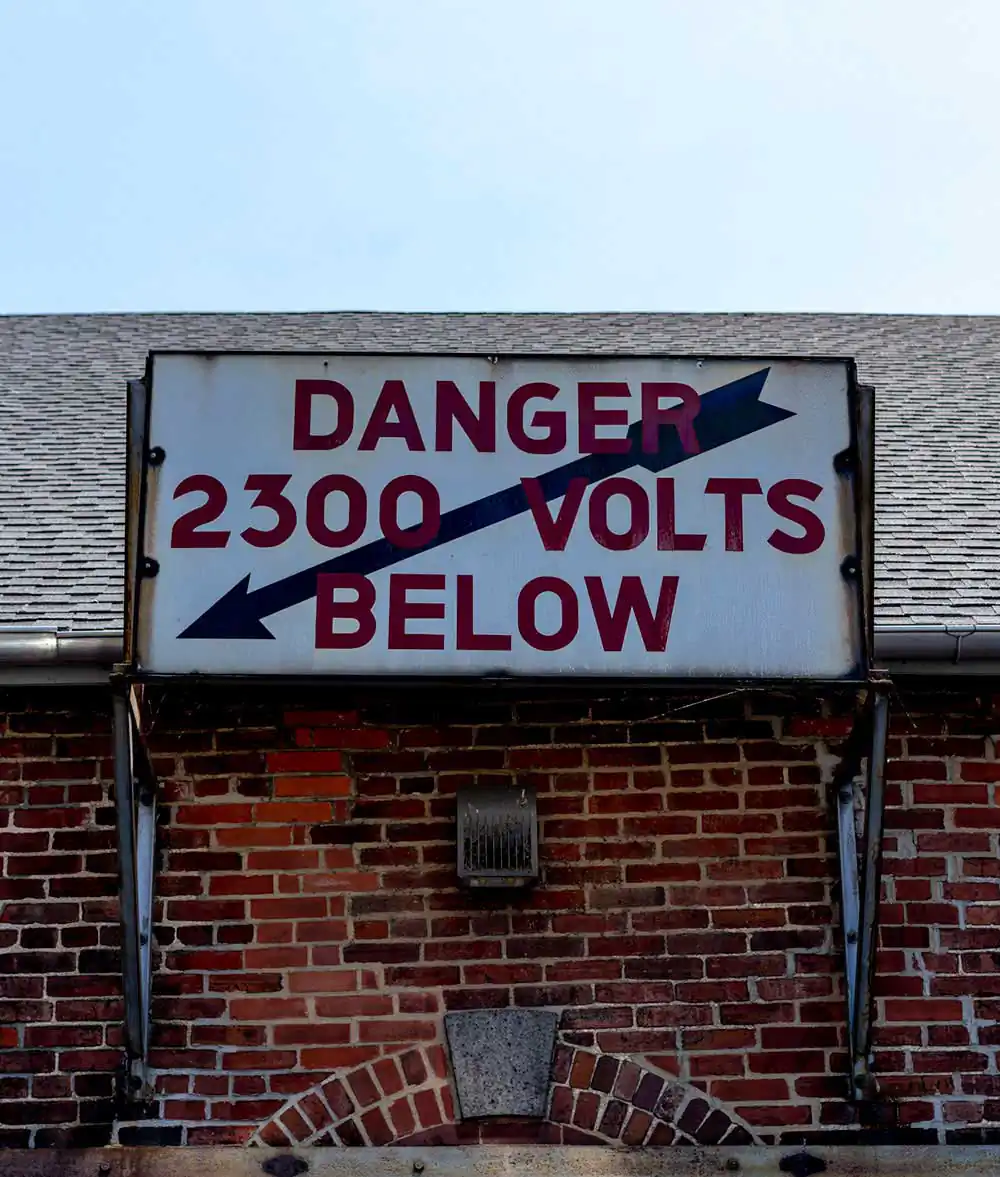 DANGER
2300 VOLTS
BELOW